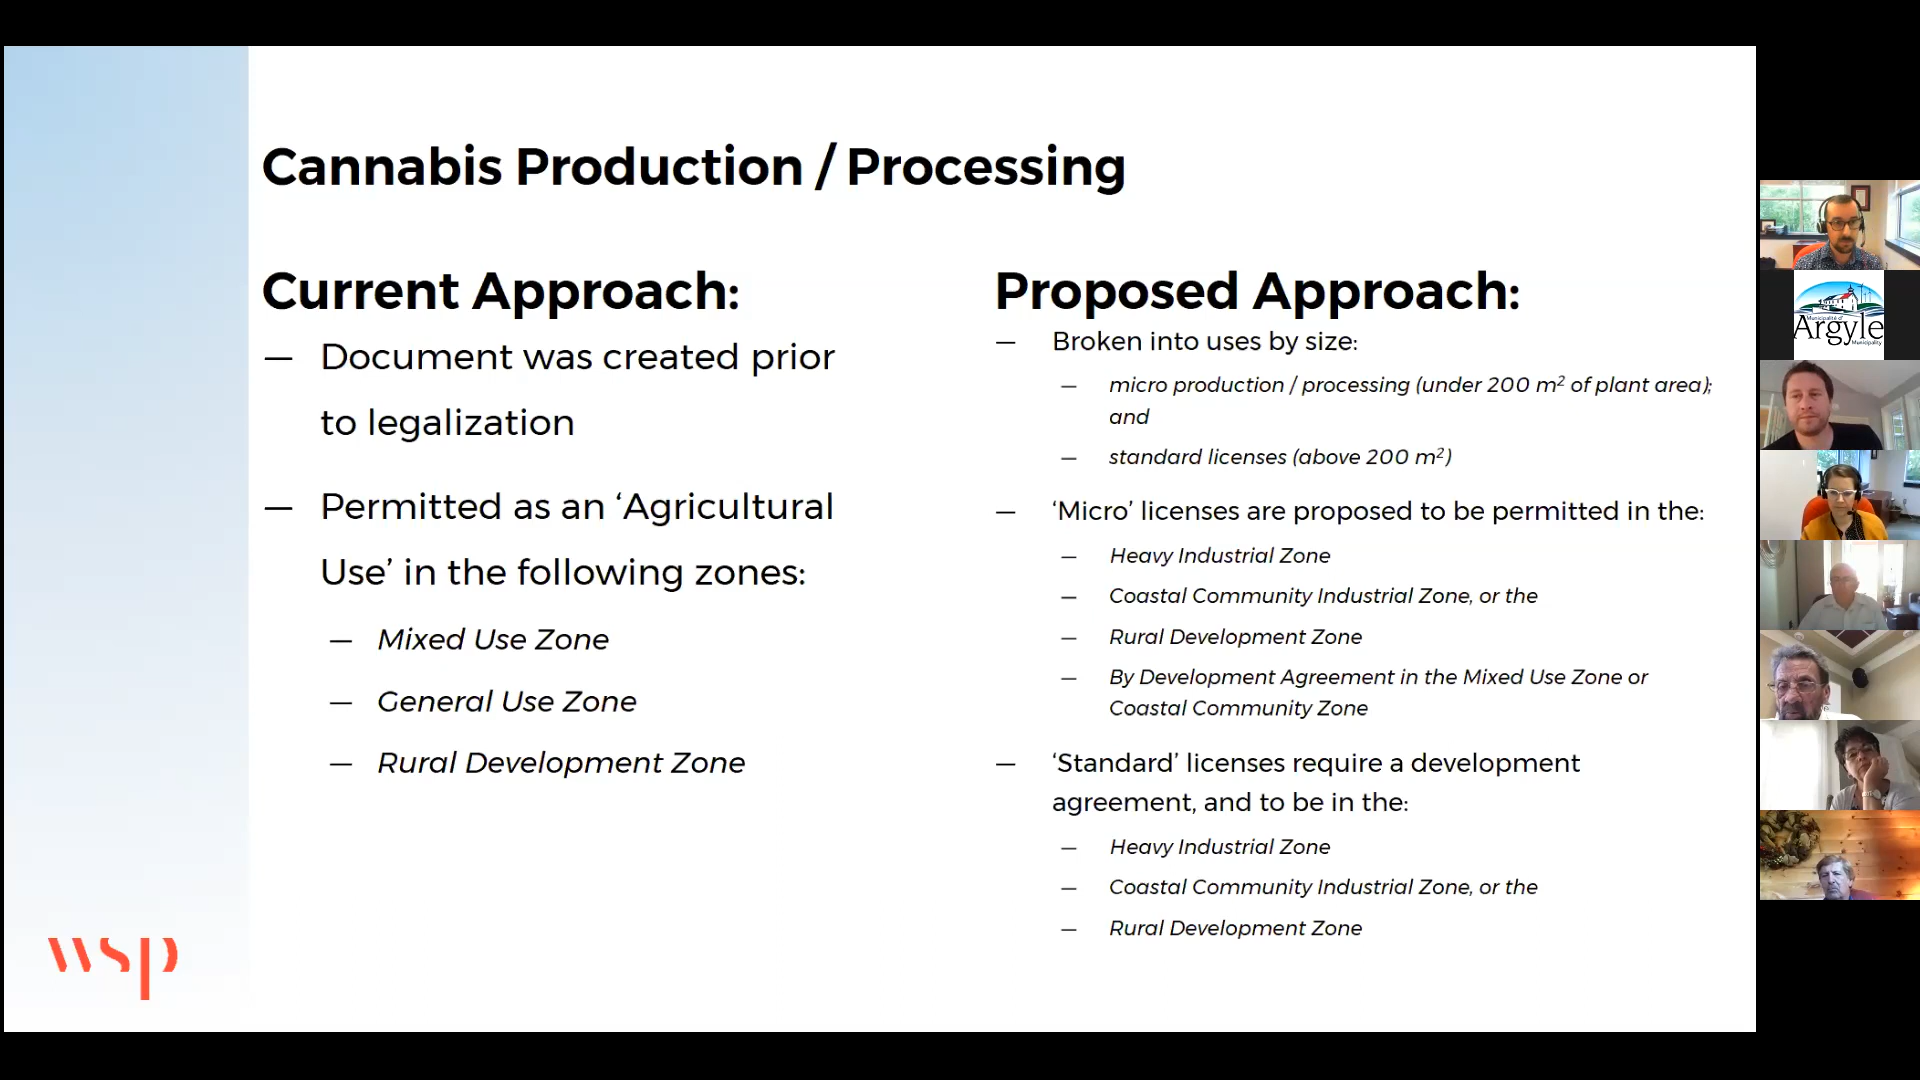 Cannabis Production / Processing
Current Approach:
— Document was created prior
to legalization
— Permitted as an ‘Agricultural
Use’ in the following zones:
— Mixed Use Zone
— General Use Zone
— Rural Development Zone
Proposed Approach:
— Broken into uses by size:
— micro production / processing (under 200 m² of plant area);
and
— standard licenses (above 200 m²)
— ‘Micro’ licenses are proposed to be permitted in the:
— Heavy Industrial Zone
— Coastal Community Industrial Zone, or the
— Rural Development Zone
— By Development Agreement in the Mixed Use Zone or
Coastal Community Zone
— ‘Standard’ licenses require a development
agreement, and to be in the:
— Heavy Industrial Zone
— Coastal Community Industrial Zone, or the
— Rural Development Zone
wsp
Municipalité d'
Argyle
Municipality